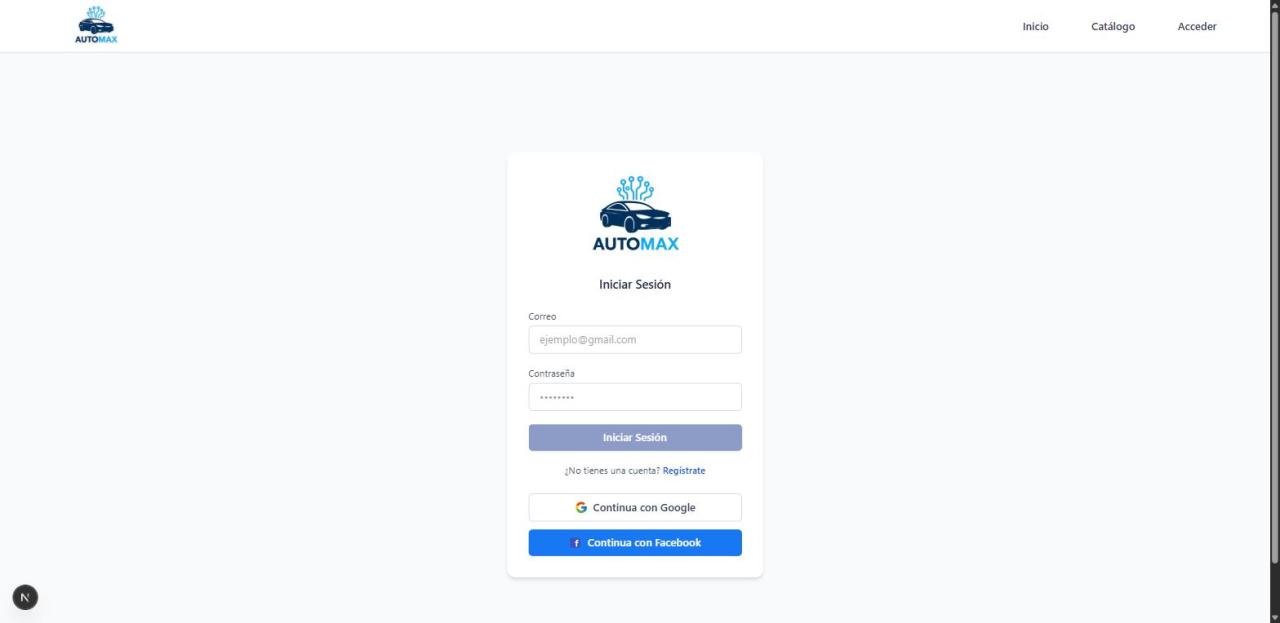 AUTOMAX
Inicio
Catálogo
Acceder
AUTOMAX
Iniciar Sesión
Correo
ejemplo@gmail.com
Contraseña
••••••••
Iniciar Sesión
¿No tienes una cuenta? Regístrate
G Continua con Google
f Continua con Facebook
N